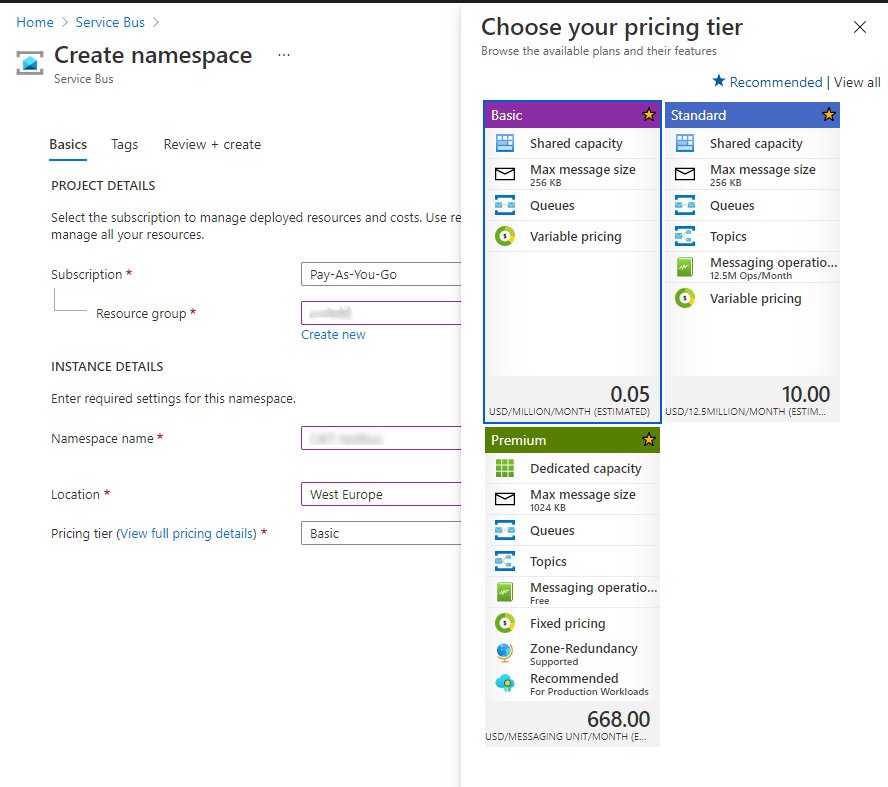 Home > Service Bus >
Create namespace ...
Service Bus
Basics Tags Review + create
PROJECT DETAILS
Select the subscription to manage deployed resources and costs. Use re
manage all your resources.
Subscription *
Pay-As-You-Go
Resource group *
Create new
INSTANCE DETAILS
Enter required settings for this namespace.
Namespace name *
Location *
West Europe
Pricing tier (View full pricing details) *
Basic
Choose your pricing tier
Browse the available plans and their features
Recommended | View all
Basic
Shared capacity
Max message size
256 KB
Queues
Variable pricing
0.05
USD/MILLION/MONTH (ESTIMATED)
Standard
Shared capacity
Max message size
256 KB
Queues
Topics
Messaging operatio...
12.5M Ops/Month
Variable pricing
10.00
USD/12.5MILLION/MONTH (ESTIM...
Premium
Dedicated capacity
Max message size
1024 KB
Queues
Topics
Messaging operatio...
Free
Fixed pricing
Zone-Redundancy
Supported
Recommended
For Production Workloads
668.00
USD/MESSAGING UNIT/MONTH (E...